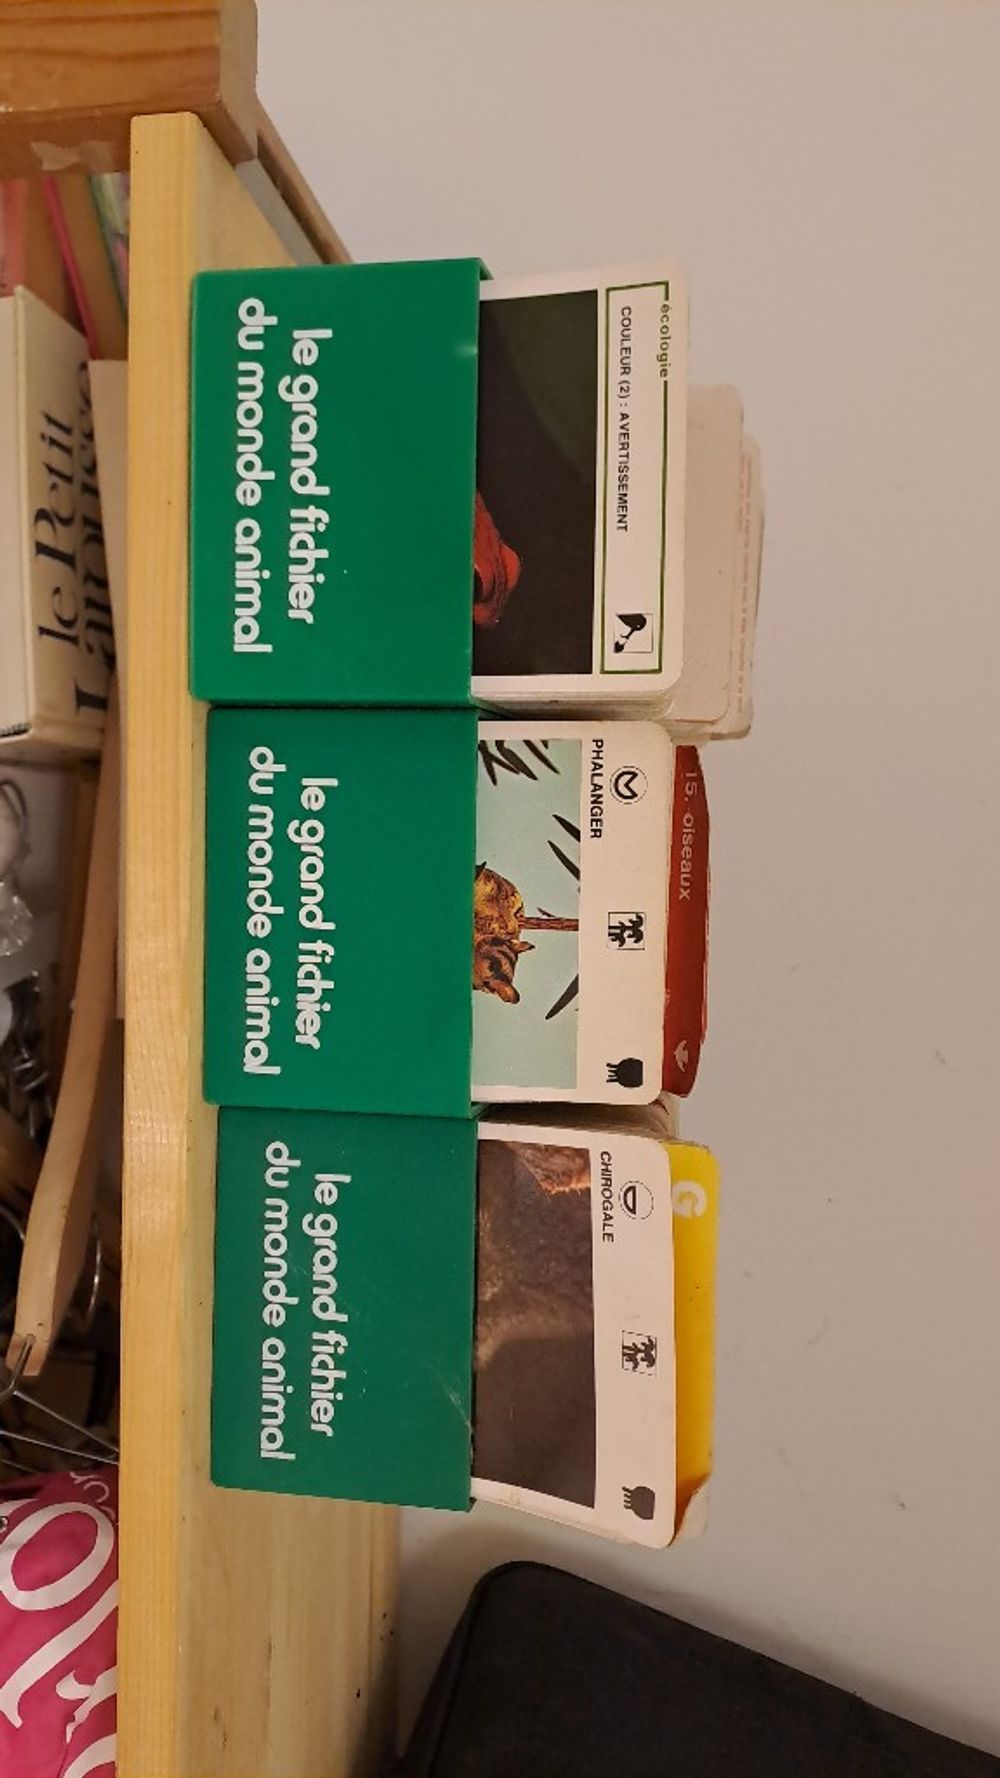 écologie
COULEUR (2) : AVERTISSEMENT
le grand fichier
du monde animal
15. oiseaux
PHALANGER
le grand fichier
du monde animal
G
CHIROGALE
le grand fichier
du monde animal
le Petit
Larousse